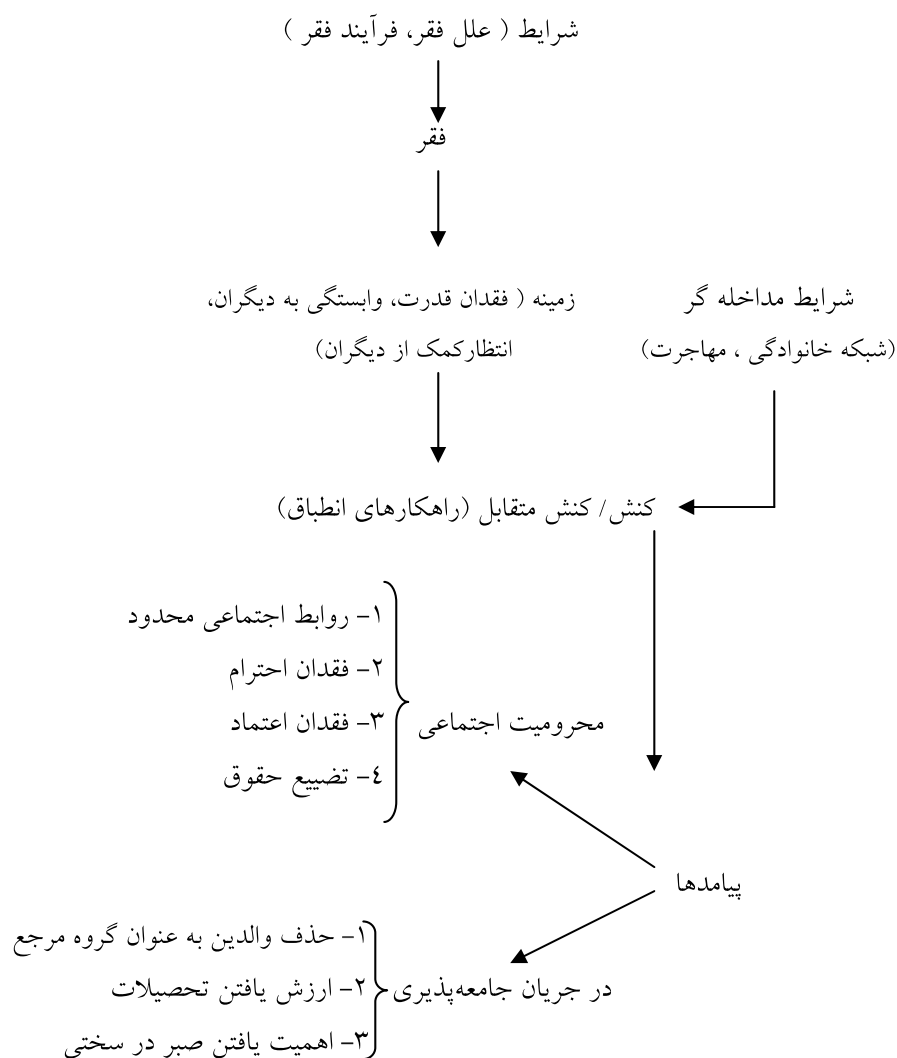 شرایط ( علل فقر، فرآیند فقر )
فقر
شرایط مداخله گر
(شبکه خانوادگی ، مهاجرت)
زمینه ( فقدان قدرت، وابستگی به دیگران،
انتظارکمک از دیگران)
کنش/ کنش متقابل (راهکارهای انطباق)
محرومیت اجتماعی
۱- روابط اجتماعی محدود
۲- فقدان احترام
۳- فقدان اعتماد
٤- تضییع حقوق
پیامدها
در جریان جامعه‌پذیری
۱- حذف والدین به عنوان گروه مرجع
۲- ارزش یافتن تحصیلات
۳- اهمیت یافتن صبر در سختی